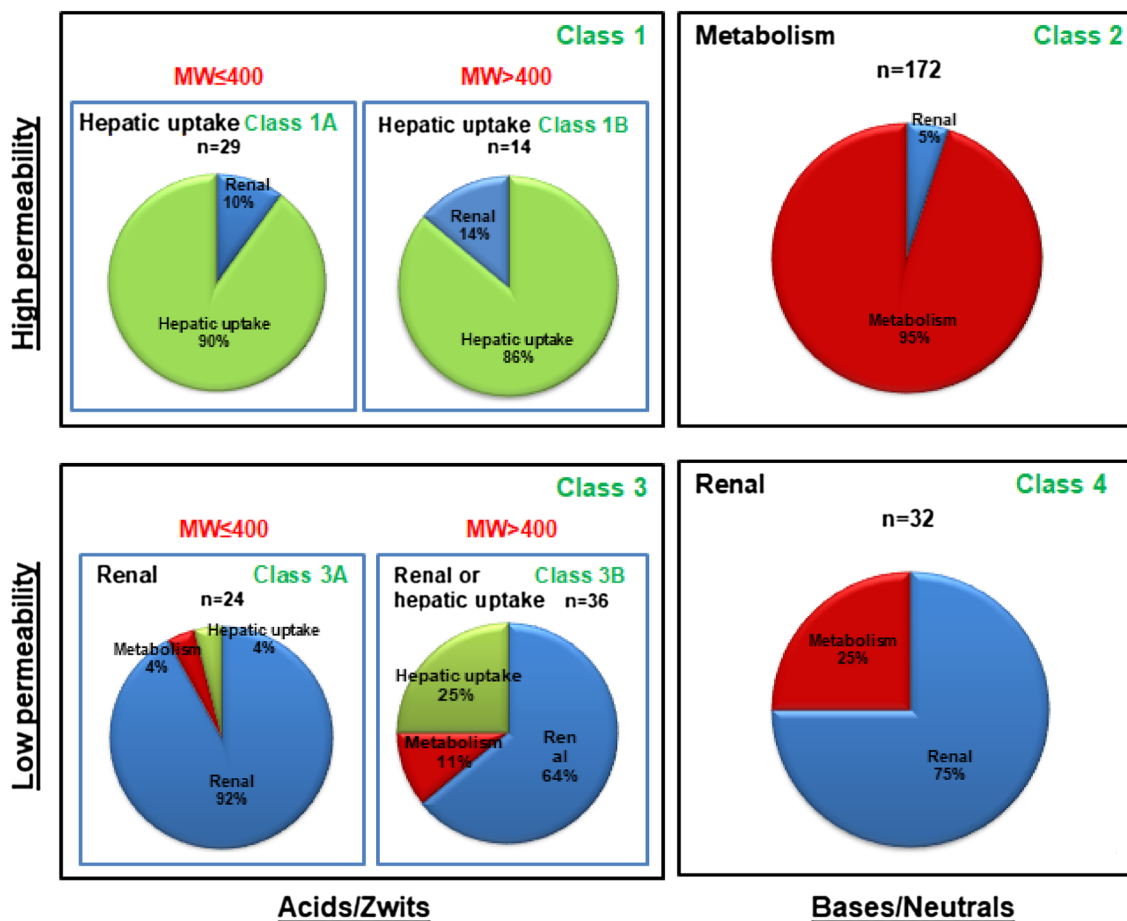 Class 1
MW≤400
MW>400
Hepatic uptake Class 1A
n=29
Renal
10%
Hepatic uptake
90%
Hepatic uptake Class 1B
n=14
Renal
14%
Hepatic uptake
86%
Metabolism Class 2
n=172
Renal
5%
Metabolism
95%
High permeability
Class 3
MW≤400
MW>400
Renal Class 3A
n=24
Hepatic uptake
4%
Metabolism
4%
Renal
92%
Renal or Class 3B
hepatic uptake n=36
Hepatic uptake
25%
Metabolism
11%
Ren
al
64%
Renal Class 4
n=32
Metabolism
25%
Renal
75%
Low permeability
Acids/Zwits
Bases/Neutrals